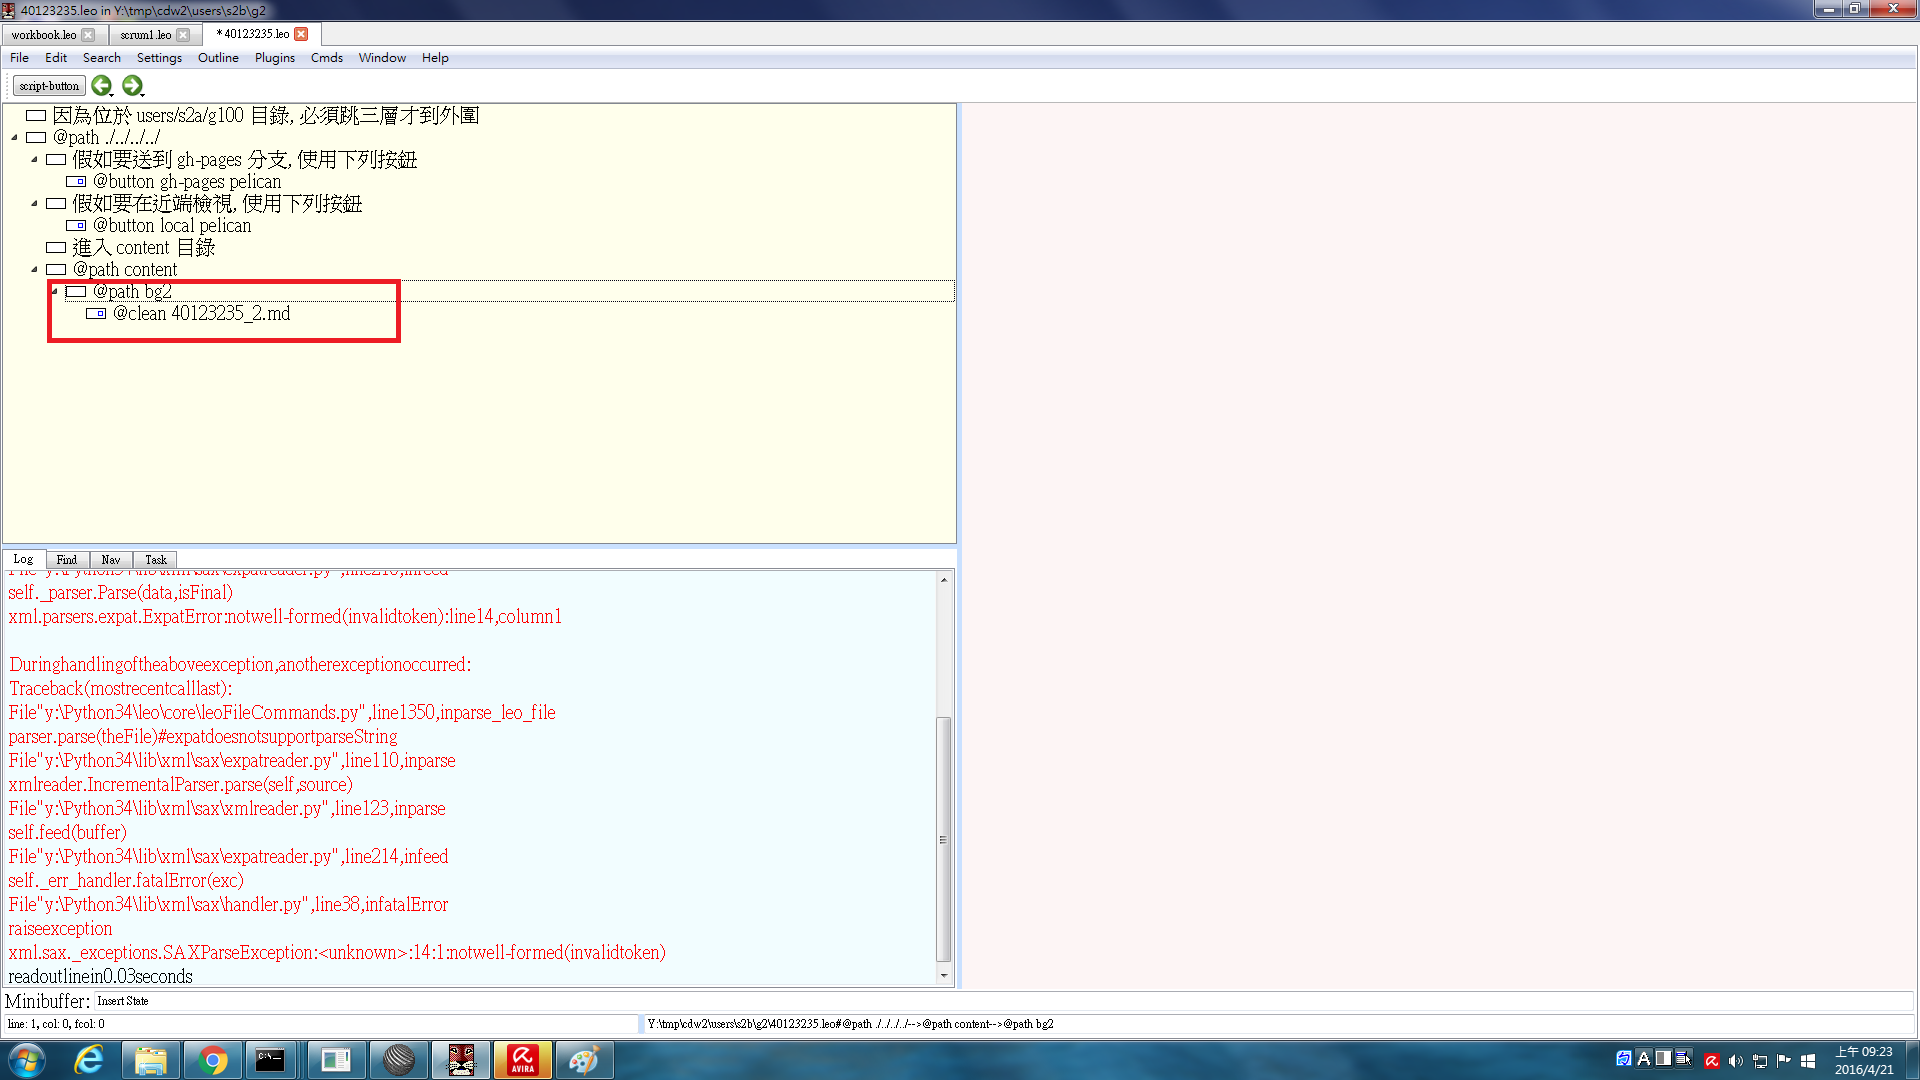 40123235.leo in Y:\tmp\cdw2\users\s2b\g2
workbook.leo
scrum1.leo
* 40123235.leo
File Edit Search Settings Outline Plugins Cmds Window Help
script-button
因為位於 users/s2a/g100 目錄, 必須跳三層才到外圍
@path ./../../../
假如要送到 gh-pages 分支, 使用下列按鈕
@button gh-pages pelican
假如要在近端檢視, 使用下列按鈕
@button local pelican
進入 content 目錄
@path content
@path bg2
@clean 40123235_2.md
Log Find Nav Task
self._parser.Parse(data,isFinal)
xml.parsers.expat.ExpatError:notwell-formed(invalidtoken):line14,column1
Duringhandlingoftheaboveexception,anotherexceptionoccurred:
Traceback(mostrecentcalllast):
File"y:\Python34\leo\core\leoFileCommands.py",line1350,inparse_leo_file
parser.parse(theFile)#expatdoesnotsupportparseString
File"y:\Python34\lib\xml\sax\expatreader.py",line110,inparse
xmlreader.IncrementalParser.parse(self,source)
File"y:\Python34\lib\xml\sax\xmlreader.py",line123,inparse
self.feed(buffer)
File"y:\Python34\lib\xml\sax\expatreader.py",line214,infeed
self._err_handler.fatalError(exc)
File"y:\Python34\lib\xml\sax\handler.py",line38,infatalError
raiseexception
xml.sax._exceptions.SAXParseException:<unknown>:14:1:notwell-formed(invalidtoken)
readoutlinein0.03seconds
Minibuffer: Insert State
line: 1, col: 0, fcol: 0
Y:\tmp\cdw2\users\s2b\g2\40123235.leo#@path ./../../../-->@path content-->@path bg2
AVIRA
A
上午 09:23
2016/4/21